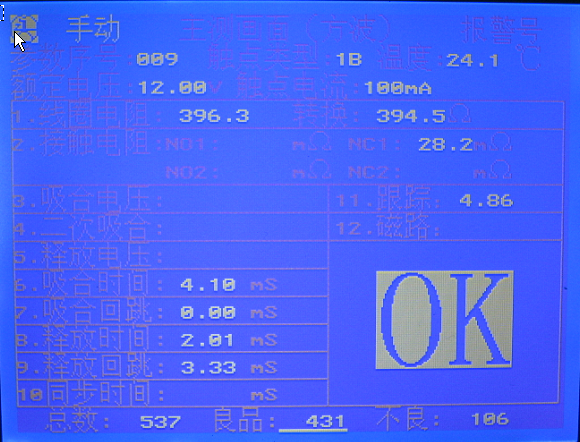 手动 主测画面(方波) 报警号
参数序号 009 触点类型 1B 温度 24.1 ℃
额定电压:12.00V 触点电流:100mA
1.线圈电阻: 396.3 转换: 394.5Ω
2.接触电阻:NO1: mΩ NC1: 28.2mΩ
NO2: mΩ NC2: mΩ
3.吸合电压: 11.跟踪: 4.86
4.二次吸合: 12.磁路:
5.释放电压:
6.吸合时间: 4.10 mS
7.吸合回跳: 0.00 mS
8.释放时间: 2.01 mS
9.释放回跳: 3.33 mS
10同步时间: mS
OK
总数: 537 良品: 431 不良: 106